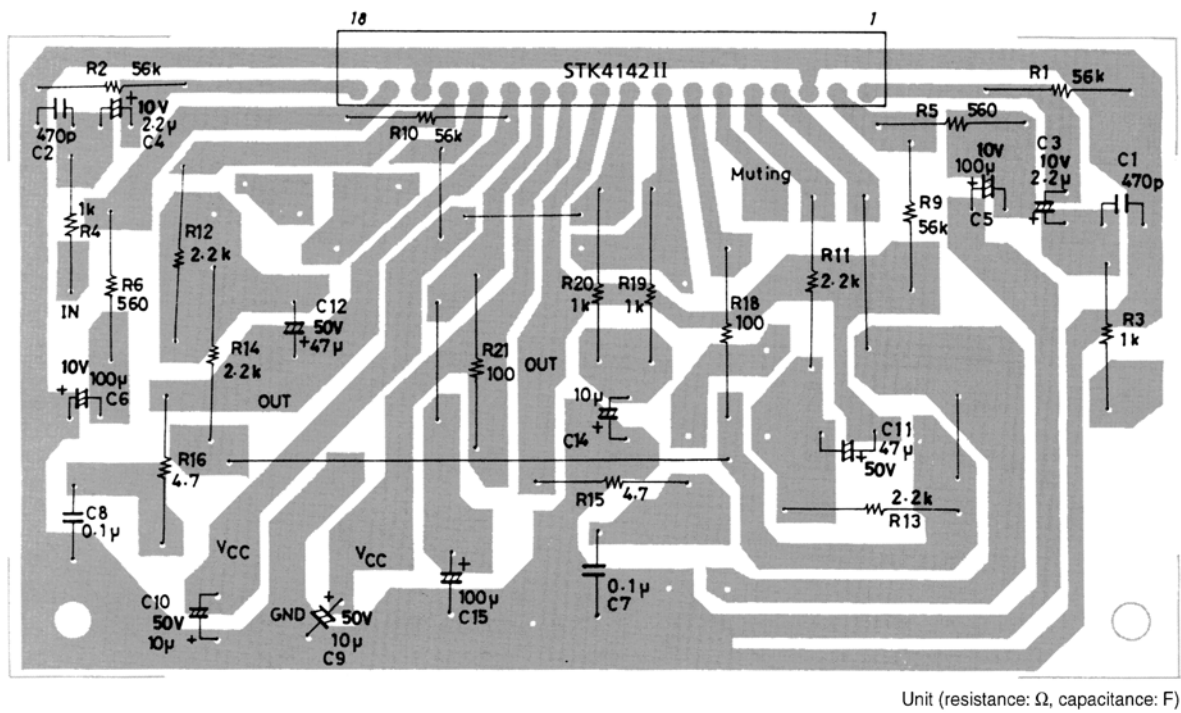 18
1
STK4142 II
R2
56k
10V
2.2μ
C4
470p
C2
R10
56k
R1
56k
R5
560
10V
100μ
C5
C3
10V
2.2μ
C1
470p
Muting
1k
R4
R12
2.2k
R9
56k
R6
560
IN
C12
50V
47μ
R20
1k
R19
1k
R18
100
R11
2.2k
R3
1k
R14
2.2k
R21
100
OUT
10V
100μ
C6
OUT
10μ
C14
C11
47μ
50V
R16
4.7
R15
4.7
2.2k
R13
C8
0.1μ
VCC
VCC
C10
50V
10μ
GND
50V
10μ
C9
100μ
C15
0.1μ
C7
Unit (resistance: Ω, capacitance: F)